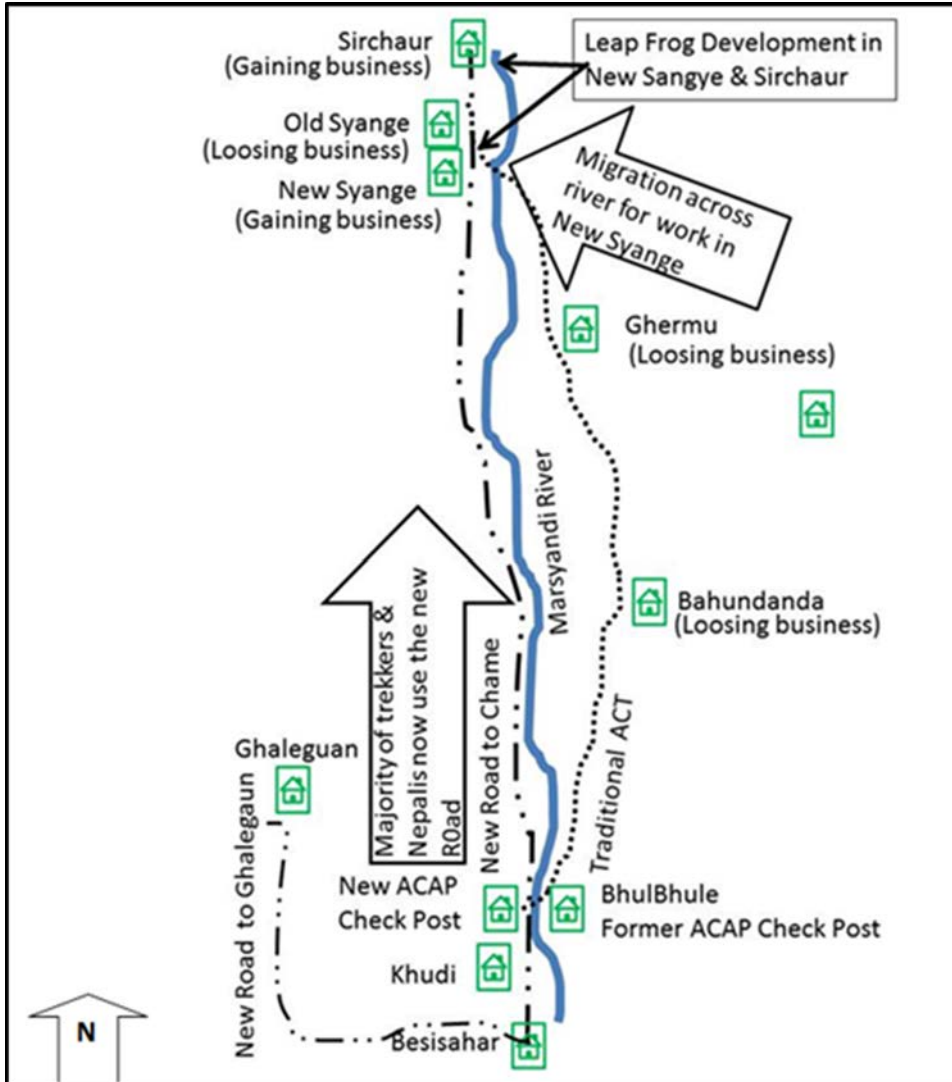 Sirchaur
(Gaining business)
Leap Frog Development in
New Sangye & Sirchaur
Old Syange
(Loosing business)
New Syange
(Gaining business)
Migration across
river for work in
New Syange
Ghermu
(Loosing business)
Marsyandi River
Bahundanda
(Loosing business)
Majority of trekkers &
Nepalis now use the new
R0ad
New Road to Chame
Traditional ACT
Ghaleguan
New Road to Ghalegaun
New ACAP
Check Post
BhulBhule
Former ACAP Check Post
Khudi
Besisahar
N